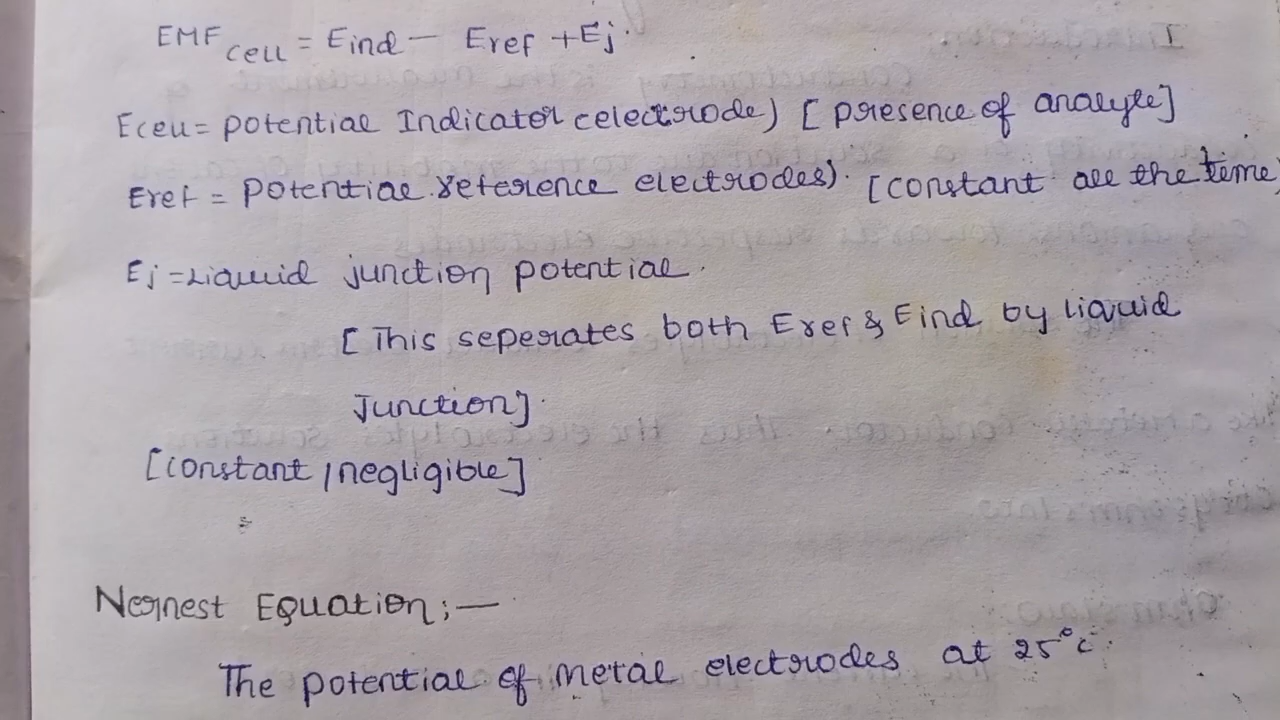 EMF cell = Eind - Eref + Ej.
Ecell = potential Indicator celectrode) [ presence of analyte]
Eref = Potential reference electrodes). [constant all the time
Ej = Liquid junction potential.
[ This seperates both Eref & Eind by liquid
Junction].
[constant / negligible]
Nernest Equation ; —
The potential of metal electrodes at 25°C.